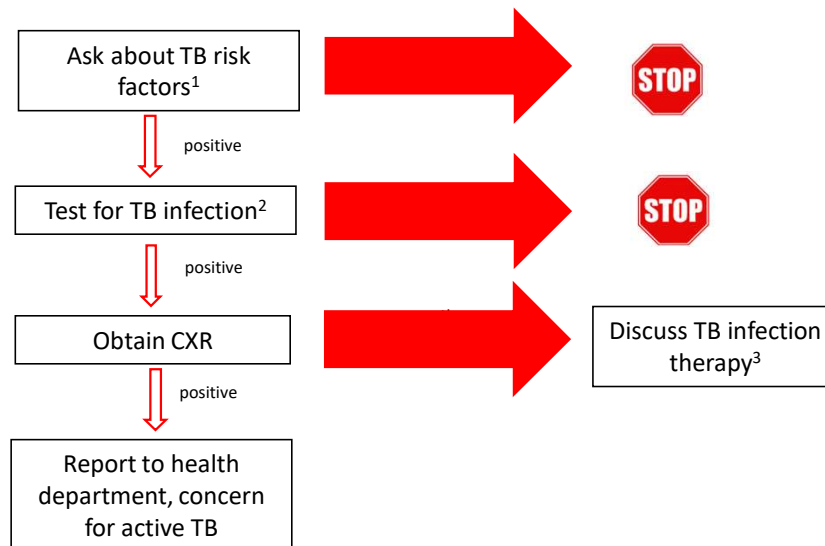 Ask about TB risk
factors1
STOP
positive
Test for TB infection2
STOP
positive
Obtain CXR
Discuss TB infection
therapy3
positive
Report to health
department, concern
for active TB